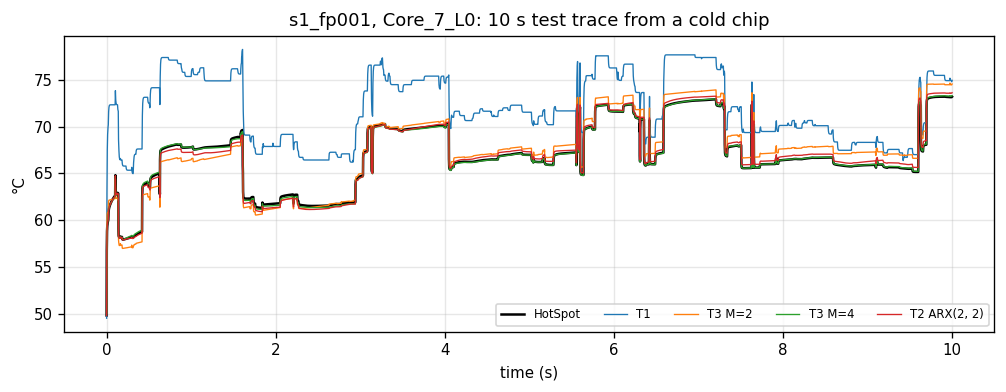 s1_fp001, Core_7_L0: 10 s test trace from a cold chip
°C
75
70
65
60
55
50
HotSpot
T1
T3 M=2
T3 M=4
T2 ARX(2, 2)
0
2
4
6
8
10
time (s)